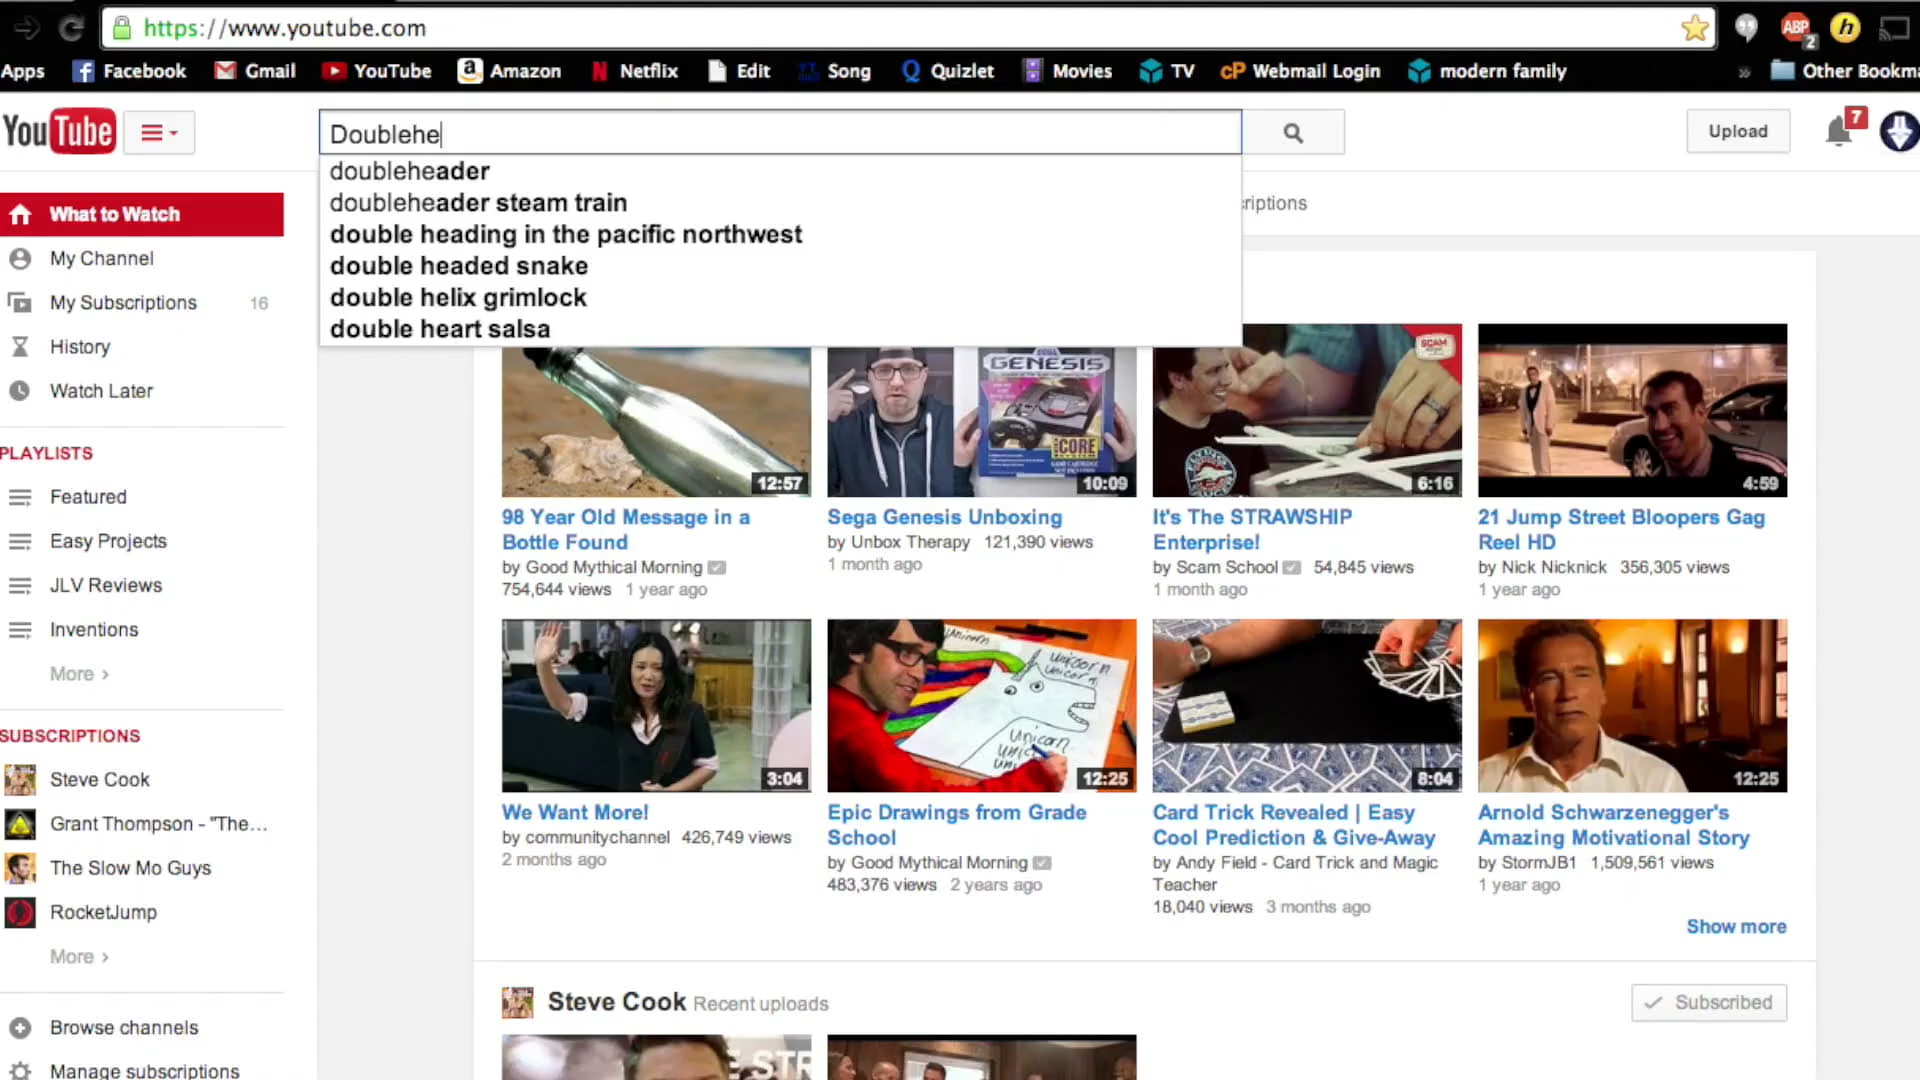 https://www.youtube.com
ABP
2
h
Apps Facebook Gmail YouTube Amazon Netflix Edit Song Quizlet Movies TV cP Webmail Login modern family » Other Bookma
YouTube
Doublehe
Upload
7
doubleheader
doubleheader steam train
double heading in the pacific northwest
double headed snake
double helix grimlock
double heart salsa
riptions
What to Watch
My Channel
My Subscriptions 16
History
Watch Later
PLAYLISTS
Featured
Easy Projects
JLV Reviews
Inventions
More ›
SUBSCRIPTIONS
Steve Cook
Grant Thompson - "The...
The Slow Mo Guys
RocketJump
More ›
Browse channels
Manage subscriptions
12:57
98 Year Old Message in a
Bottle Found
by Good Mythical Morning
754,644 views 1 year ago
GENESIS
CORE
10:09
Sega Genesis Unboxing
by Unbox Therapy 121,390 views
1 month ago
SCAM
6:16
It's The STRAWSHIP
Enterprise!
by Scam School 54,845 views
1 month ago
4:59
21 Jump Street Bloopers Gag
Reel HD
by Nick Nicknick 356,305 views
1 year ago
3:04
We Want More!
by communitychannel 426,749 views
2 months ago
unicorn
unicorn
Unicorn
12:25
Epic Drawings from Grade
School
by Good Mythical Morning
483,376 views 2 years ago
8:04
Card Trick Revealed | Easy
Cool Prediction & Give-Away
by Andy Field - Card Trick and Magic
Teacher
18,040 views 3 months ago
12:25
Arnold Schwarzenegger's
Amazing Motivational Story
by StormJB1 1,509,561 views
1 year ago
Show more
Steve Cook Recent uploads
Subscribed